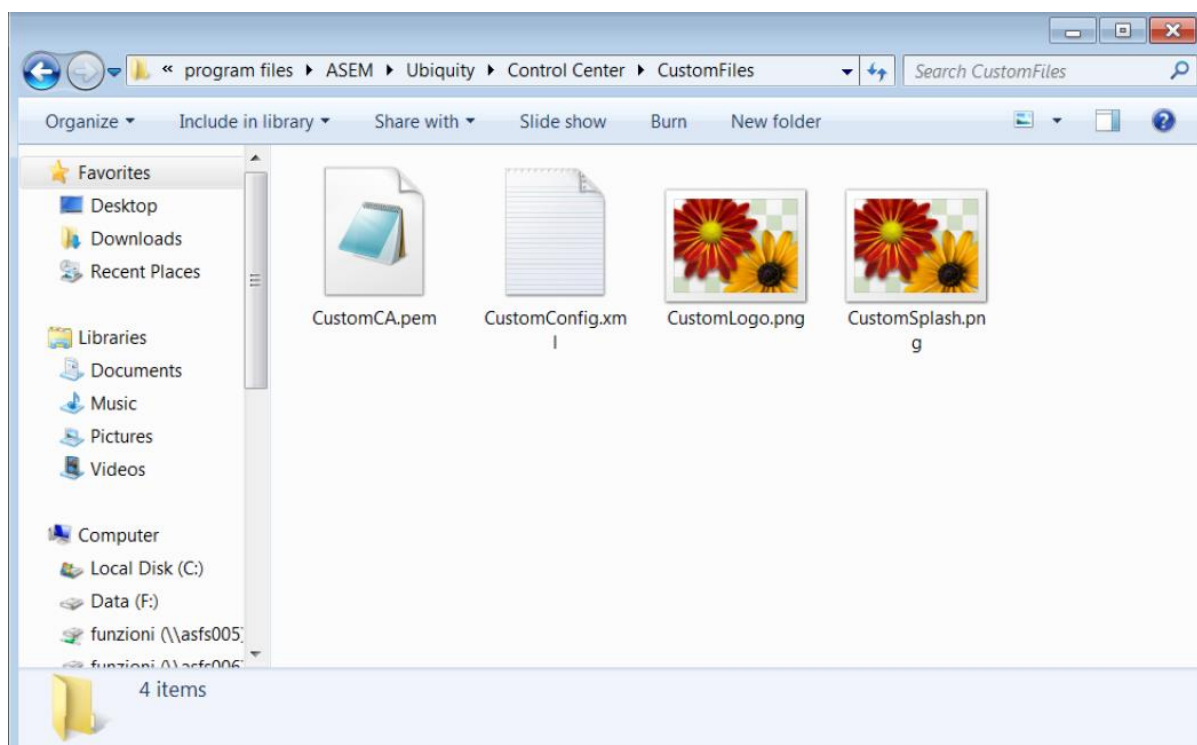 « program files ▸ ASEM ▸ Ubiquity ▸ Control Center ▸ CustomFiles
Search CustomFiles
Organize Include in library Share with Slide show Burn New folder
Favorites
Desktop
Downloads
Recent Places
Libraries
Documents
Music
Pictures
Videos
Computer
Local Disk (C:)
Data (F:)
funzioni (\\asfs005)
funzioni (\\asfs006)
CustomCA.pem
CustomConfig.xm
l
CustomLogo.png
CustomSplash.pn
g
4 items